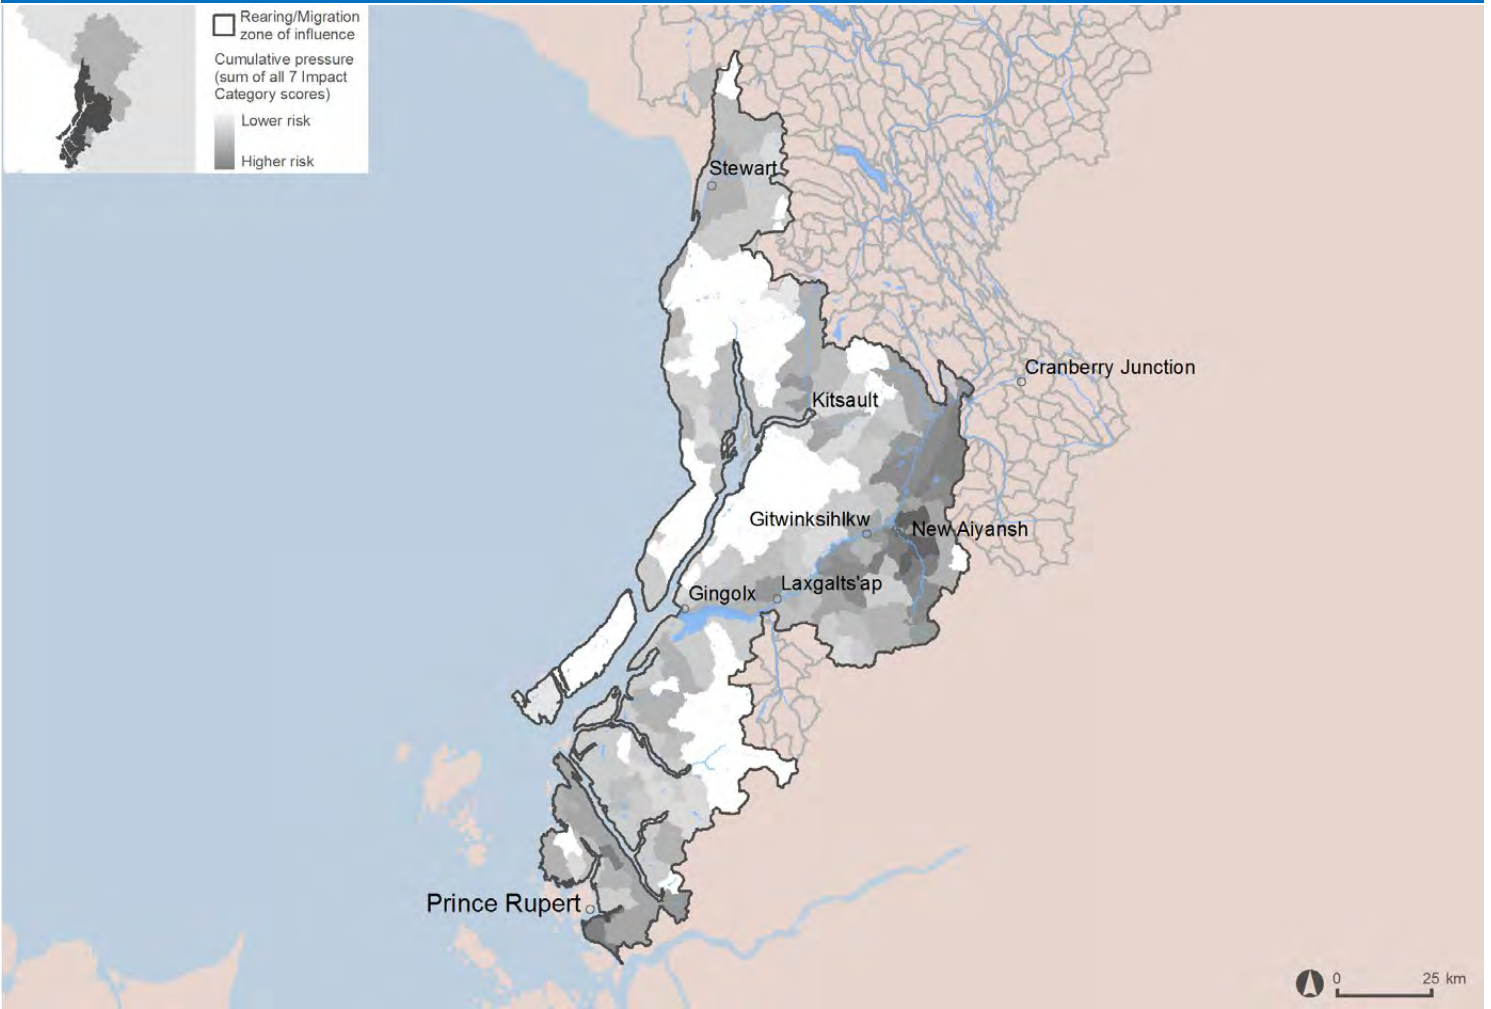 Rearing/Migration
zone of influence
Cumulative pressure
(sum of all 7 Impact
Category scores)
Lower risk
Higher risk
Stewart
Cranberry Junction
Kitsault
Gitwinksihlkw
New Aiyansh
Laxgalts'ap
Gingolx
Prince Rupert
0 25 km